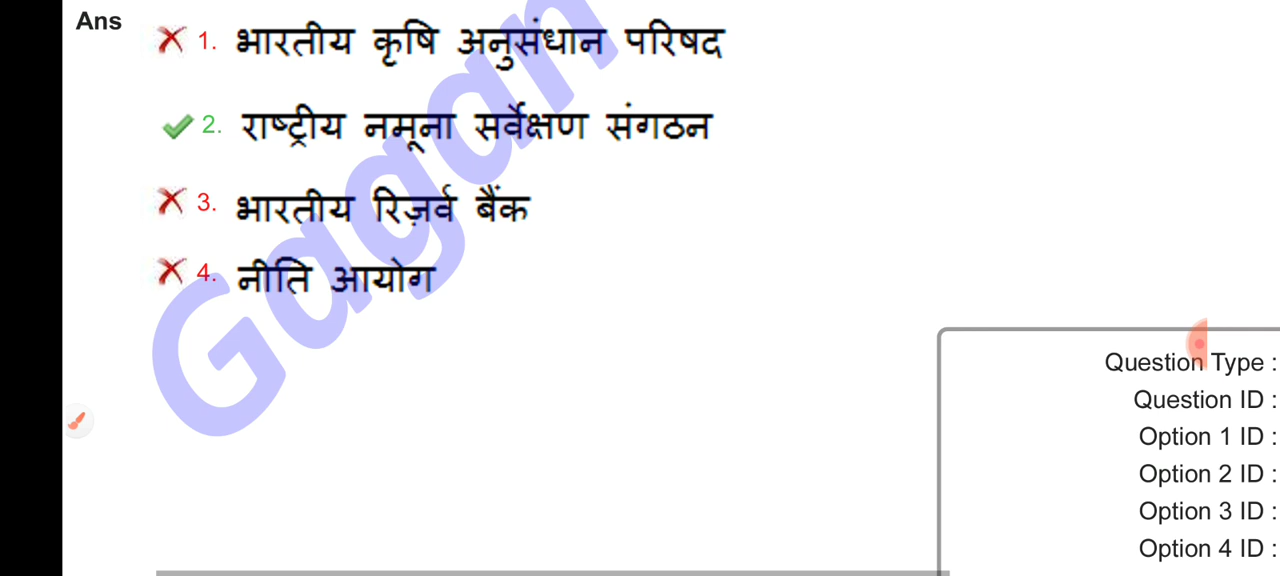 Ans
1. भारतीय कृषि अनुसंधान परिषद
2. राष्ट्रीय नमूना सर्वेक्षण संगठन
3. भारतीय रिज़र्व बैंक
4. नीति आयोग
Gagan
Question Type :
Question ID :
Option 1 ID :
Option 2 ID :
Option 3 ID :
Option 4 ID :